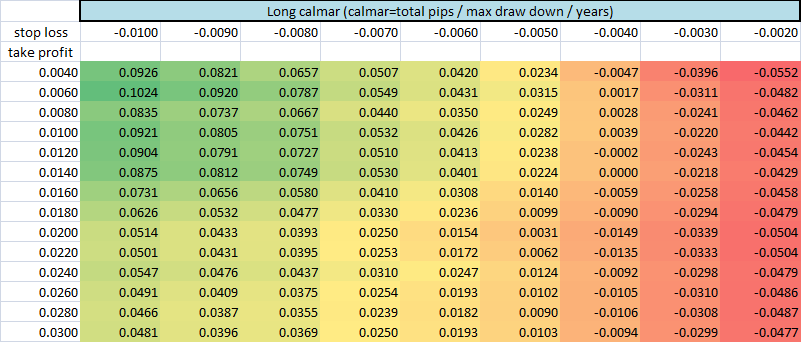 Long calmar (calmar=total pips / max draw down / years)
stop loss -0.0100 -0.0090 -0.0080 -0.0070 -0.0060 -0.0050 -0.0040 -0.0030 -0.0020
take profit
0.0040 0.0926 0.0821 0.0657 0.0507 0.0420 0.0234 -0.0047 -0.0396 -0.0552
0.0060 0.1024 0.0920 0.0787 0.0549 0.0431 0.0315 0.0017 -0.0311 -0.0482
0.0080 0.0835 0.0737 0.0667 0.0440 0.0350 0.0249 0.0028 -0.0241 -0.0462
0.0100 0.0921 0.0805 0.0751 0.0532 0.0426 0.0282 0.0039 -0.0220 -0.0442
0.0120 0.0904 0.0791 0.0727 0.0510 0.0413 0.0238 -0.0002 -0.0243 -0.0454
0.0140 0.0875 0.0812 0.0749 0.0530 0.0401 0.0224 0.0000 -0.0218 -0.0429
0.0160 0.0731 0.0656 0.0580 0.0410 0.0308 0.0140 -0.0059 -0.0258 -0.0458
0.0180 0.0626 0.0532 0.0477 0.0330 0.0236 0.0099 -0.0090 -0.0294 -0.0479
0.0200 0.0514 0.0433 0.0393 0.0250 0.0154 0.0031 -0.0149 -0.0339 -0.0504
0.0220 0.0501 0.0431 0.0395 0.0253 0.0172 0.0062 -0.0135 -0.0333 -0.0504
0.0240 0.0547 0.0476 0.0437 0.0310 0.0247 0.0124 -0.0092 -0.0298 -0.0479
0.0260 0.0491 0.0409 0.0375 0.0254 0.0193 0.0102 -0.0105 -0.0310 -0.0486
0.0280 0.0466 0.0387 0.0355 0.0239 0.0182 0.0090 -0.0106 -0.0308 -0.0487
0.0300 0.0481 0.0396 0.0369 0.0250 0.0193 0.0103 -0.0094 -0.0299 -0.0477